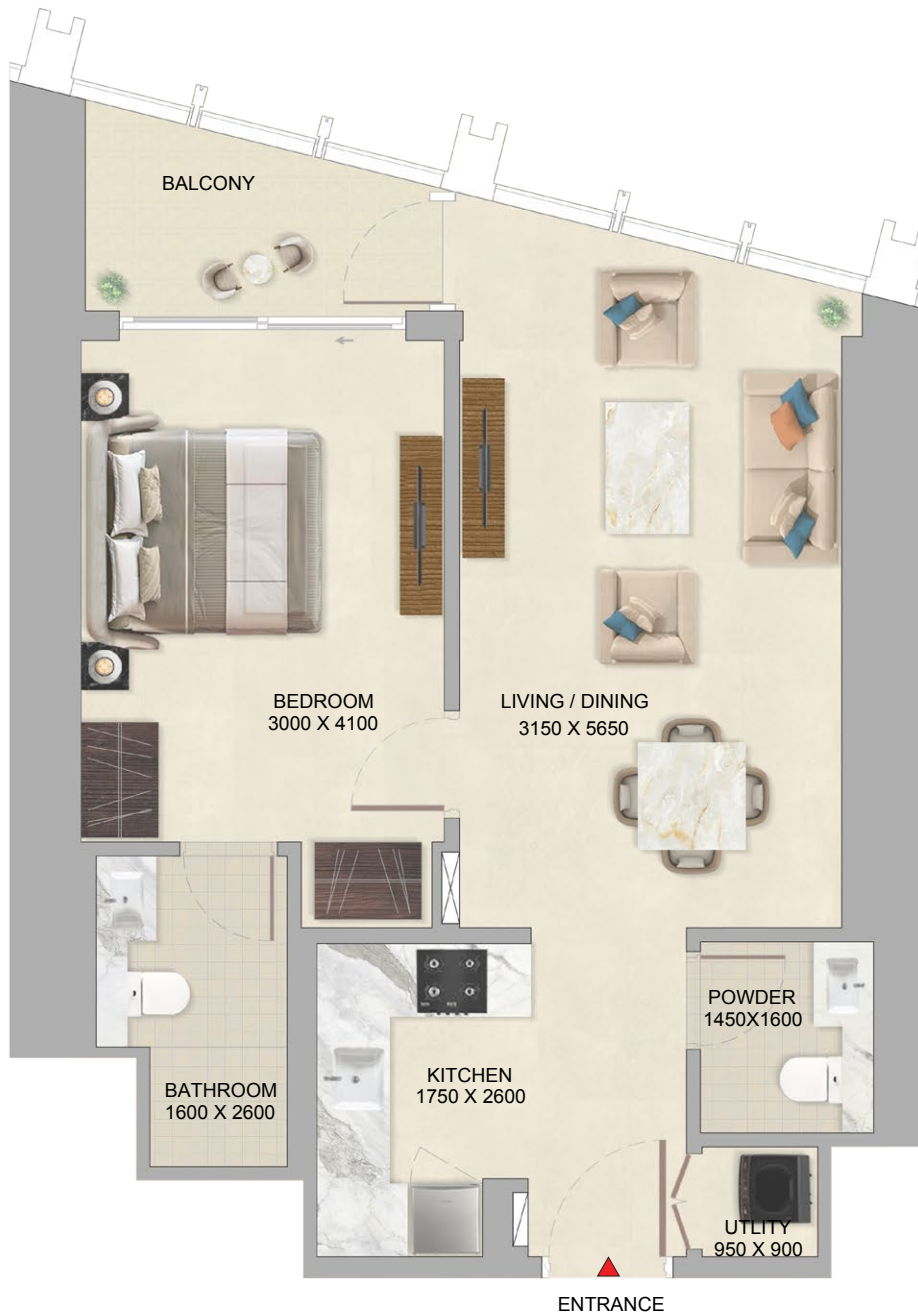 BALCONY
BEDROOM
3000 X 4100
LIVING / DINING
3150 X 5650
POWDER
1450X1600
KITCHEN
1750 X 2600
BATHROOM
1600 X 2600
UTLITY
950 X 900
ENTRANCE